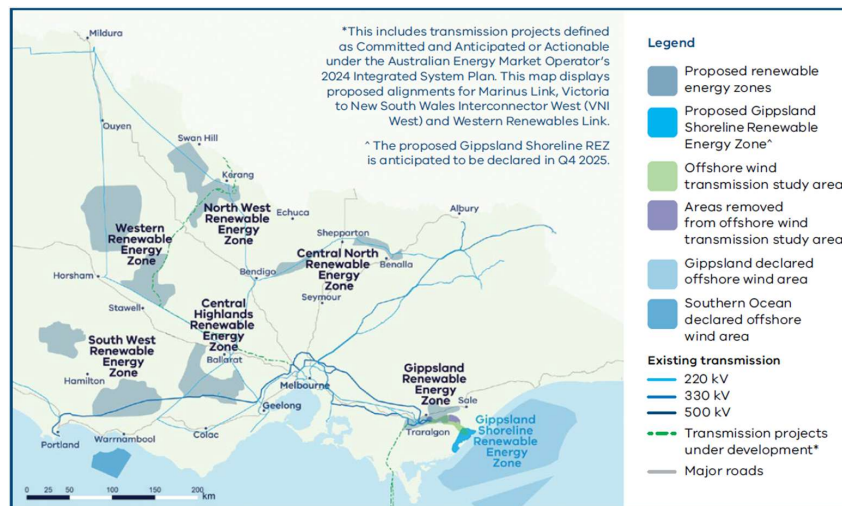 *This includes transmission projects defined
as Committed and Anticipated or Actionable
under the Australian Energy Market Operator's
2024 Integrated System Plan. This map displays
proposed alignments for Marinus Link, Victoria
to New South Wales Interconnector West (VNI
West) and Western Renewables Link.
^ The proposed Gippsland Shoreline REZ
is anticipated to be declared in Q4 2025.
Mildura
Ouyen
Swan Hill
Kerang
North West
Renewable
Energy
Zone
Echuca
Albury
Western
Renewable
Energy
Zone
Shepparton
Central North
Renewable
Energy
Zone
Benalla
Horsham
Bendigo
Seymour
Stawell
Central
Highlands
Renewable
Energy
Zone
Ballarat
South West
Renewable
Energy
Zone
Hamilton
Melbourne
Gippsland
Renewable
Energy
Zone
Sale
Geelong
Traralgon
Gippsland
Shoreline
Renewable
Energy
Zone
Portland
Warrnambool
Colac
0 25 50 100 150 200
km
Legend
Proposed renewable
energy zones
Proposed Gippsland
Shoreline Renewable
Energy Zone^
Offshore wind
transmission study area
Areas removed
from offshore wind
transmission study area
Gippsland declared
offshore wind area
Southern Ocean
declared offshore
wind area
Existing transmission
220 kV
330 kV
500 kV
Transmission projects
under development*
Major roads